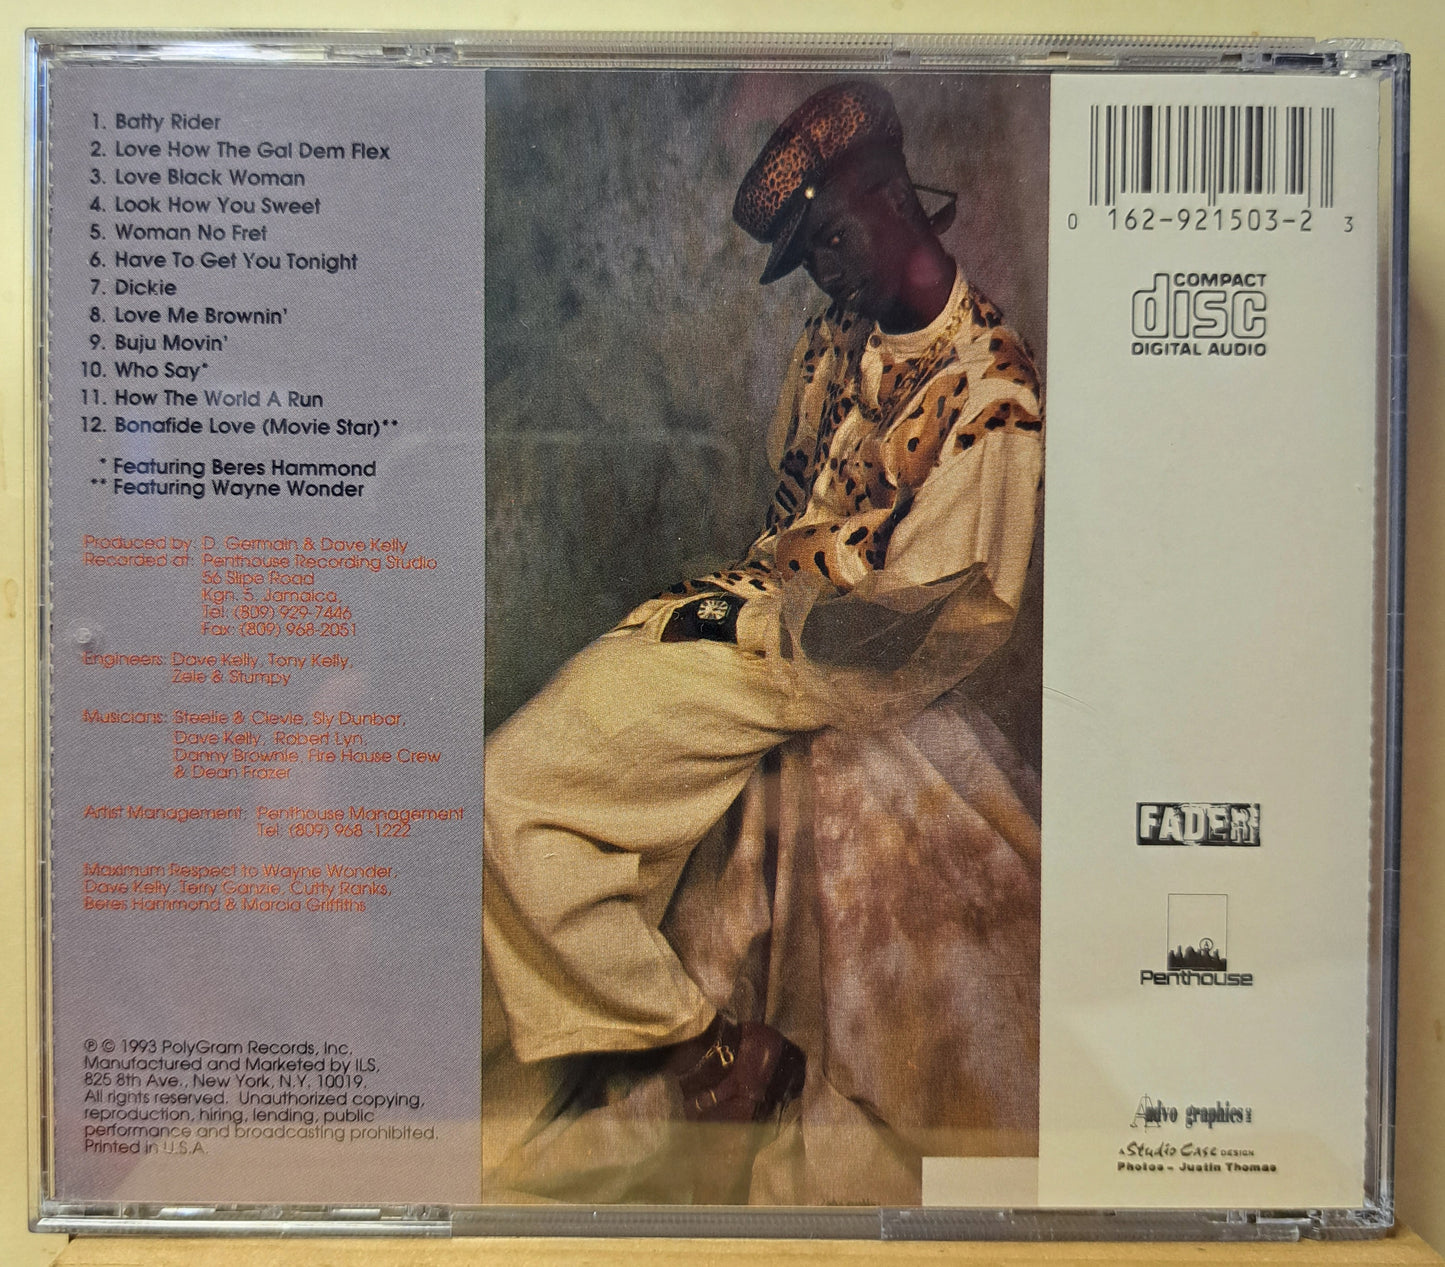 1. Batty Rider
2. Love How The Gal Dem Flex
3. Love Black Woman
4. Look How You Sweet
5. Woman No Fret
6. Have To Get You Tonight
7. Dickie
8. Love Me Brownin'
9. Buju Movin'
10. Who Say*
11. How The World A Run
12. Bonafide Love (Movie Star)**
* Featuring Beres Hammond
** Featuring Wayne Wonder
Produced by: D. Germain & Dave Kelly
Recorded at: Penthouse Recording Studio
56 Slipe Road
Kgn. 5, Jamaica,
Tel: (809) 929-7446
Fax: (809) 968-2051
Engineers: Dave Kelly, Tony Kelly,
Zele & Stumpy
Musicians: Steelie & Clevie, Sly Dunbar,
Dave Kelly, Robert Lyn,
Danny Brownie, Fire House Crew
& Dean Frazer
Artist Management: Penthouse Management
Tel: (809) 968 -1222
Maximum Respect to Wayne Wonder,
Dave Kelly, Terry Ganzie, Cutty Ranks,
Beres Hammond & Marcia Griffiths
℗ © 1993 PolyGram Records, Inc.
Manufactured and Marketed by ILS,
825 8th Ave., New York, N.Y. 10019.
All rights reserved. Unauthorized copying,
reproduction, hiring, lending, public
performance and broadcasting prohibited.
Printed in U.S.A.
0 162-921503-2 3
COMPACT
disc
DIGITAL AUDIO
FADER
Penthouse
Advo graphics
A Studio Case DESIGN
Photos - Justin Thomas